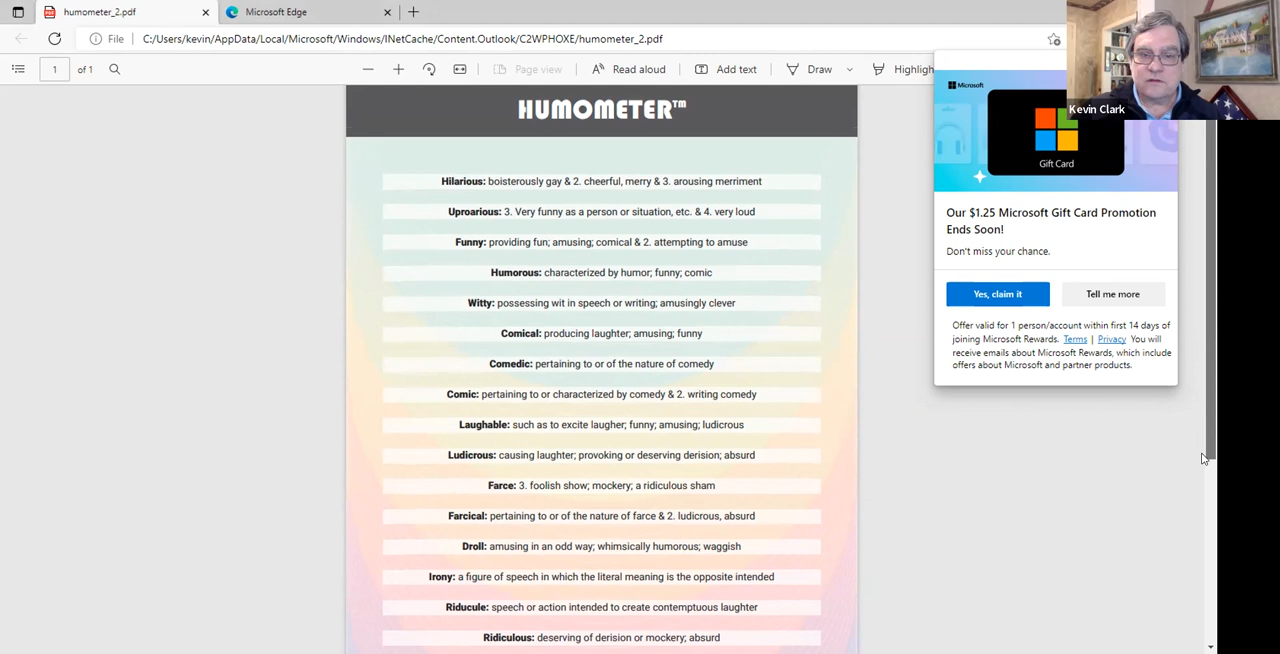 humometer_2.pdf
Microsoft Edge
File
C:/Users/kevin/AppData/Local/Microsoft/Windows/INetCache/Content.Outlook/C2WPHOXE/humometer_2.pdf
1 of 1
Page view
Read aloud
Add text
Draw
Highligh
Kevin Clark
HUMOMETER™
Hilarious: boisterously gay & 2. cheerful, merry & 3. arousing merriment
Uproarious: 3. Very funny as a person or situation, etc. & 4. very loud
Funny: providing fun; amusing; comical & 2. attempting to amuse
Humorous: characterized by humor; funny; comic
Witty: possessing wit in speech or writing; amusingly clever
Comical: producing laughter; amusing; funny
Comedic: pertaining to or of the nature of comedy
Comic: pertaining to or characterized by comedy & 2. writing comedy
Laughable: such as to excite laugher; funny; amusing; ludicrous
Ludicrous: causing laughter; provoking or deserving derision; absurd
Farce: 3. foolish show; mockery; a ridiculous sham
Farcical: pertaining to or of the nature of farce & 2. ludicrous, absurd
Droll: amusing in an odd way; whimsically humorous; waggish
Irony: a figure of speech in which the literal meaning is the opposite intended
Riducule: speech or action intended to create contemptuous laughter
Ridiculous: deserving of derision or mockery; absurd
Microsoft
Gift Card
Our $1.25 Microsoft Gift Card Promotion
Ends Soon!
Don't miss your chance.
Yes, claim it
Tell me more
Offer valid for 1 person/account within first 14 days of
joining Microsoft Rewards. Terms | Privacy You will
receive emails about Microsoft Rewards, which include
offers about Microsoft and partner products.